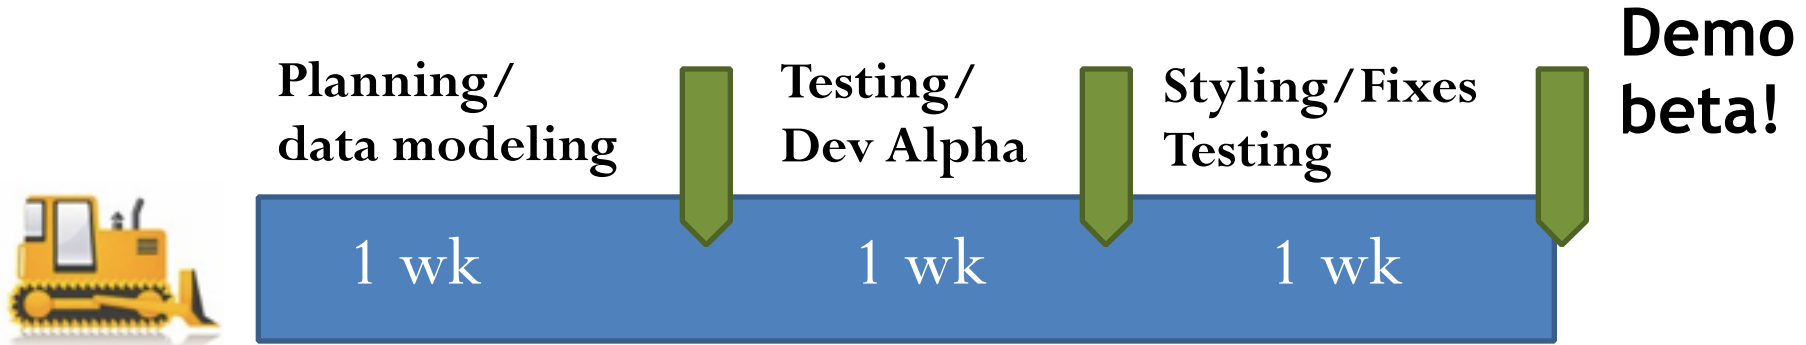 Planning/
data modeling
Testing/
Dev Alpha
Styling/Fixes
Testing
Demo
beta!
1 wk
1 wk
1 wk